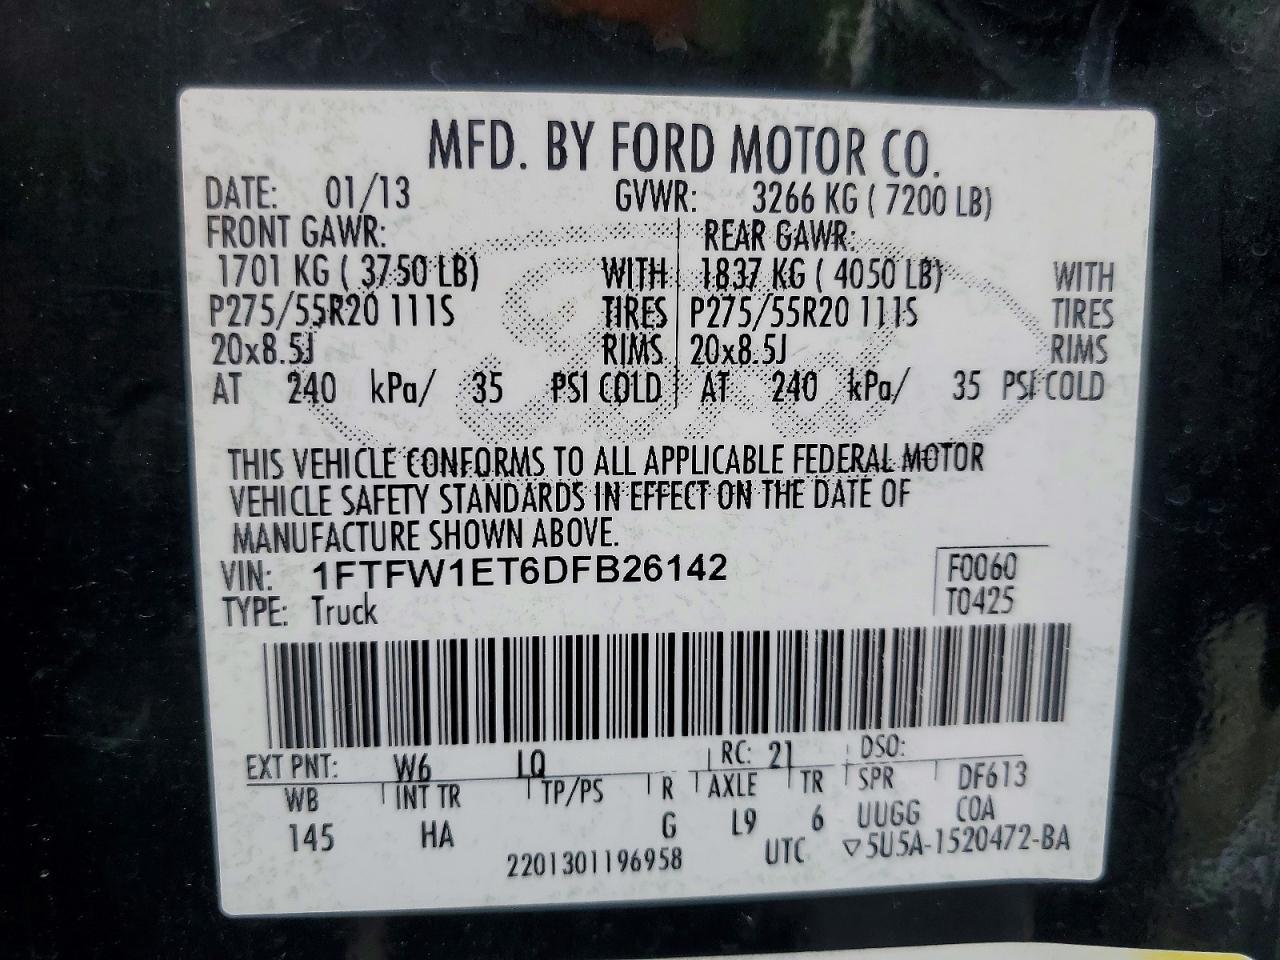 MFD. BY FORD MOTOR CO.
DATE: 01/13 GVWR: 3266 KG ( 7200 LB)
FRONT GAWR: REAR GAWR:
1701 KG ( 3750 LB) WITH 1837 KG ( 4050 LB) WITH
P275/55R20 111S TIRES P275/55R20 111S TIRES
20x8.5J RIMS 20x8.5J RIMS
AT 240 kPa/ 35 PSI COLD AT 240 kPa/ 35 PSI COLD
THIS VEHICLE CONFORMS TO ALL APPLICABLE FEDERAL MOTOR
VEHICLE SAFETY STANDARDS IN EFFECT ON THE DATE OF
MANUFACTURE SHOWN ABOVE.
VIN: 1FTFW1ET6DFB26142 F0060
TYPE: Truck T0425
EXT PNT: W6 LQ RC: 21 DSO:
WB INT TR TP/PS R AXLE TR SPR DF613
145 HA G L9 6 UUGG COA
2201301196958 UTC ▽5U5A-1520472-BA